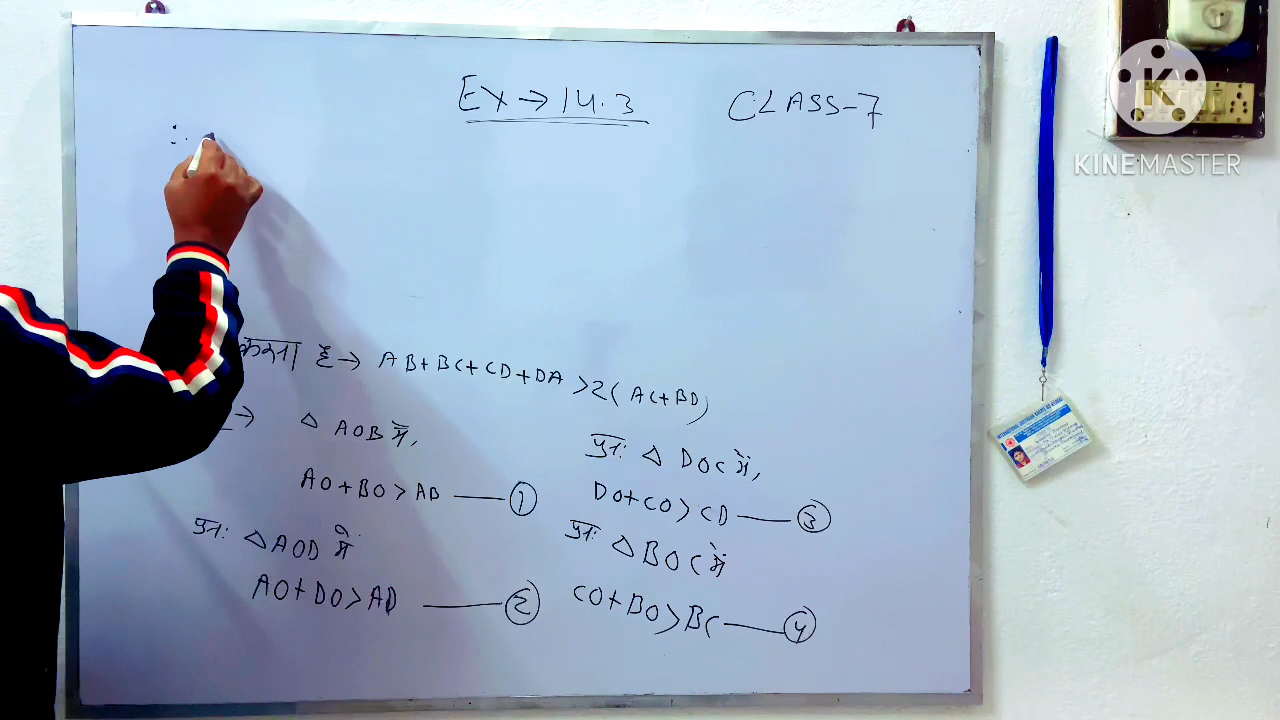 Ex → 14.3 CLASS-7
∴
करना है → AB+BC+CD+DA >2(AC+BD)
→ △ AOB में,
AO+BO>AB —— ①
पुनः △AOD में
AO+DO>AD —— ②
पुनः △ DOC में,
DO+CO>CD —— ③
पुनः △BOC में
CO+BO>BC —— ④
K
KINEMASTER